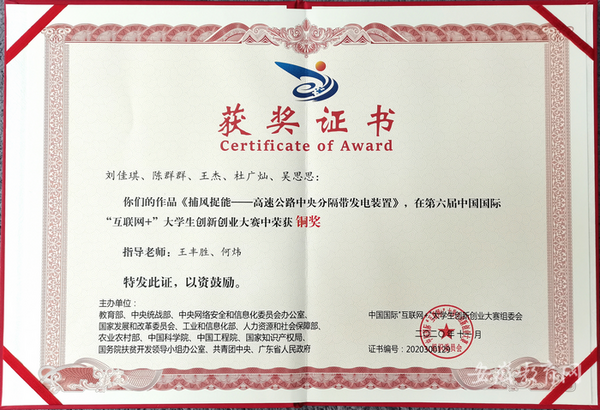 获奖证书
Certificate of Award
刘佳琪、陈群群、王杰、杜广灿、吴思思:
你们的作品《捕风捉能——高速公路中央分隔带发电装置》，在第六届中国国际
“互联网+”大学生创新创业大赛中荣获 铜奖
指导老师：王丰胜、何炜
特发此证，以资鼓励。
主办单位：
教育部、中央统战部、中央网络安全和信息化委员会办公室、
国家发展和改革委员会、工业和信息化部、人力资源和社会保障部、
农业农村部、中国科学院、中国工程院、国家知识产权局、
国务院扶贫开发领导小组办公室、共青团中央、广东省人民政府
中国国际“互联网+”大学生创新创业大赛组委会
二〇二〇年十一月
证书编号：2020300129